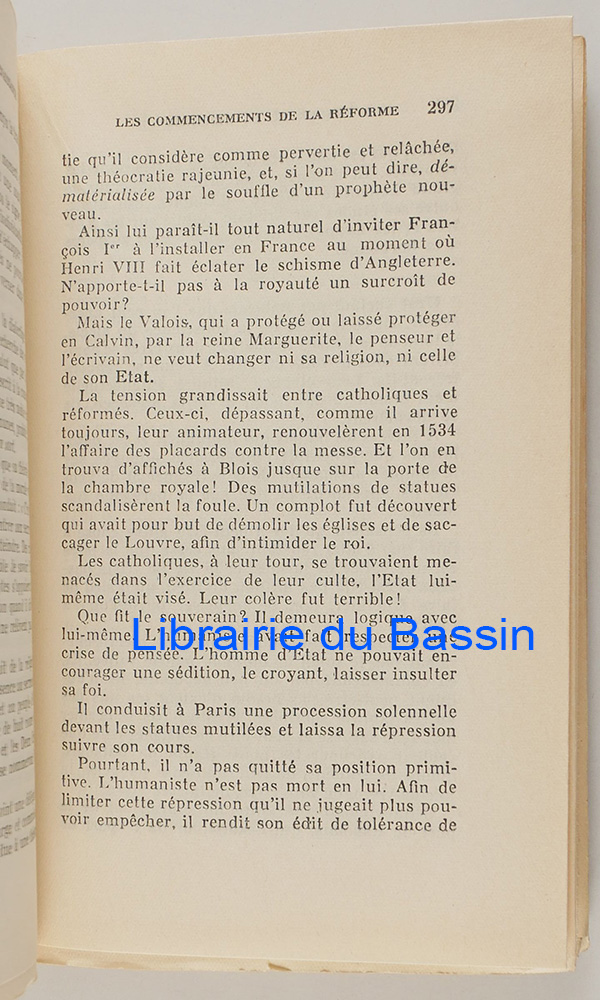 LES COMMENCEMENTS DE LA RÉFORME 297
tie qu'il considère comme pervertie et relâchée,
une théocratie rajeunie, et, si l'on peut dire, dé-
matérialisée par le souffle d'un prophète nou-
veau.
Ainsi lui paraît-il tout naturel d'inviter Fran-
çois Ier à l'installer en France au moment où
Henri VIII fait éclater le schisme d'Angleterre.
N'apporte-t-il pas à la royauté un surcroît de
pouvoir?
Mais le Valois, qui a protégé ou laissé protéger
en Calvin, par la reine Marguerite, le penseur et
l'écrivain, ne veut changer ni sa religion, ni celle
de son Etat.
La tension grandissait entre catholiques et
réformés. Ceux-ci, dépassant, comme il arrive
toujours, leur animateur, renouvelèrent en 1534
l'affaire des placards contre la messe. Et l'on en
trouva d'affichés à Blois jusque sur la porte de
la chambre royale! Des mutilations de statues
scandalisèrent la foule. Un complot fut découvert
qui avait pour but de démolir les églises et de sac-
cager le Louvre, afin d'intimider le roi.
Les catholiques, à leur tour, se trouvaient me-
nacés dans l'exercice de leur culte, l'Etat lui-
même était visé. Leur colère fut terrible!
Que fit le souverain? Il demeura logique avec
lui-même. L'humaniste avait fait respecter une
crise de pensée. L'homme d'Etat ne pouvait en-
courager une sédition, le croyant, laisser insulter
sa foi.
Il conduisit à Paris une procession solennelle
devant les statues mutilées et laissa la répression
suivre son cours.
Pourtant, il n'a pas quitté sa position primi-
tive. L'humaniste n'est pas mort en lui. Afin de
limiter cette répression qu'il ne jugeait plus pou-
voir empêcher, il rendit son édit de tolérance de
Librairie du Bassin